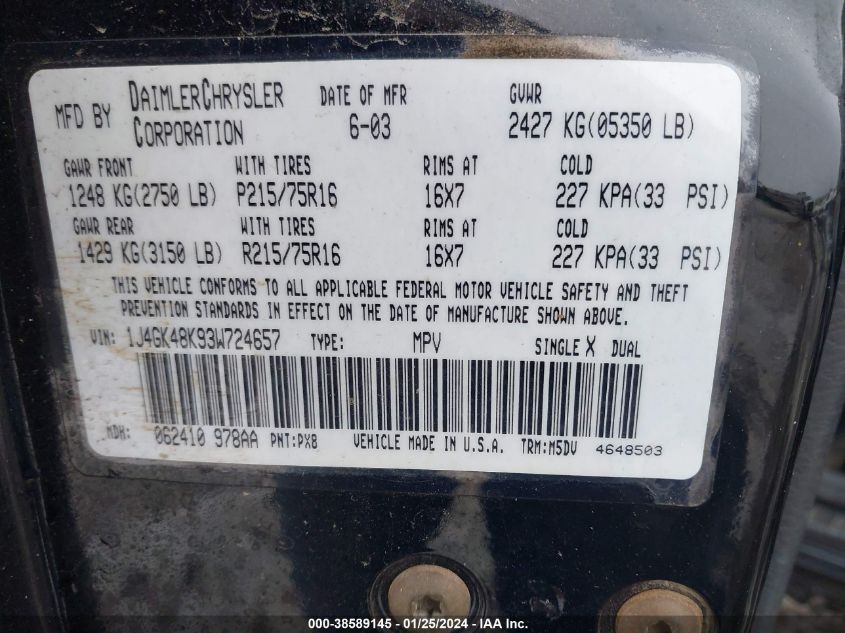 MFD BY DAIMLERCHRYSLER CORPORATION DATE OF MFR 6-03 GVWR 2427 KG(05350 LB)
GAWR FRONT WITH TIRES RIMS AT COLD
1248 KG(2750 LB) P215/75R16 16X7 227 KPA(33 PSI)
GAWR REAR WITH TIRES RIMS AT COLD
1429 KG(3150 LB) R215/75R16 16X7 227 KPA(33 PSI)
THIS VEHICLE CONFORMS TO ALL APPLICABLE FEDERAL MOTOR VEHICLE SAFETY AND THEFT
PREVENTION STANDARDS IN EFFECT ON THE DATE OF MANUFACTURE SHOWN ABOVE.
VIN: 1J4GK48K93W724657 TYPE: MPV SINGLE X DUAL
MDH: 062410 978AA PNT:PX8 VEHICLE MADE IN U.S.A. TRM:M5DV 4648503
000-38589145 - 01/25/2024 - IAAI.COM.